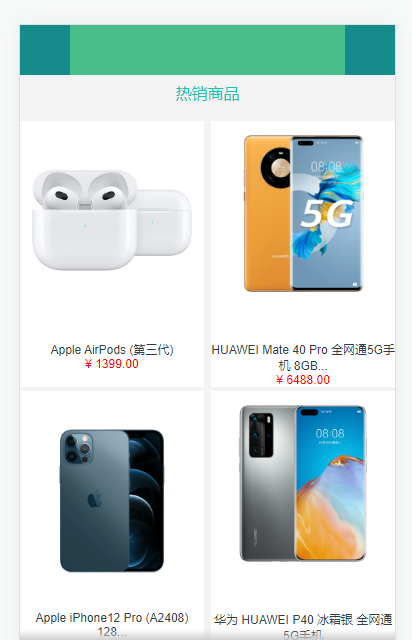 热销商品
08:08
5G
Apple AirPods (第三代)
¥ 1399.00
HUAWEI Mate 40 Pro 全网通5G手
机 8GB...
¥ 6488.00
08:08
HUAWEI
Apple iPhone12 Pro (A2408)
128...
华为 HUAWEI P40 冰霜银 全网通
5G手机